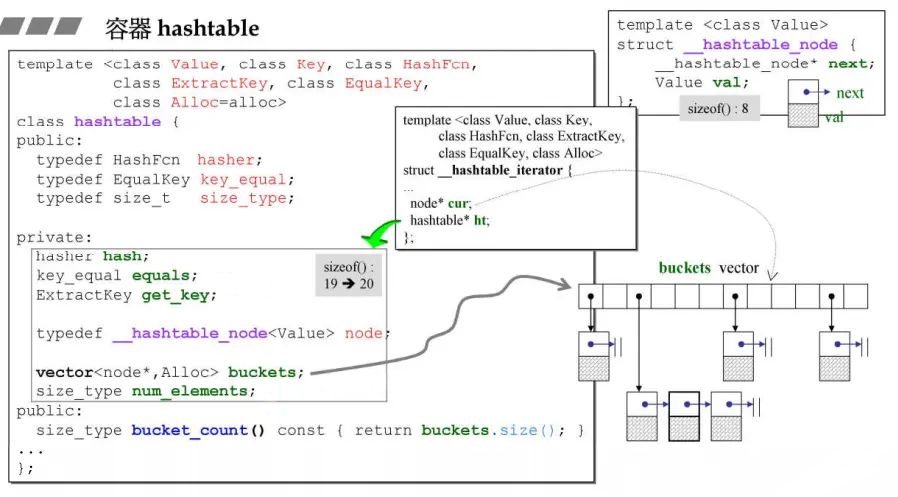 容器 hashtable
template <class Value, class Key, class HashFcn,
class ExtractKey, class EqualKey,
class Alloc=alloc>
class hashtable {
public:
typedef HashFcn hasher;
typedef EqualKey key_equal;
typedef size_t size_type;
private:
hasher hash;
key_equal equals;
ExtractKey get_key;
typedef __hashtable_node<Value> node;
vector<node*,Alloc> buckets;
size_type num_elements;
public:
size_type bucket_count() const { return buckets.size(); }
...
};
sizeof() :
19 ➔ 20
template <class Value, class Key,
class HashFcn, class ExtractKey,
class EqualKey, class Alloc>
struct __hashtable_iterator {
...
node* cur;
hashtable* ht;
};
template <class Value>
struct __hashtable_node {
__hashtable_node* next;
Value val;
};
sizeof() : 8
next
val
buckets vector